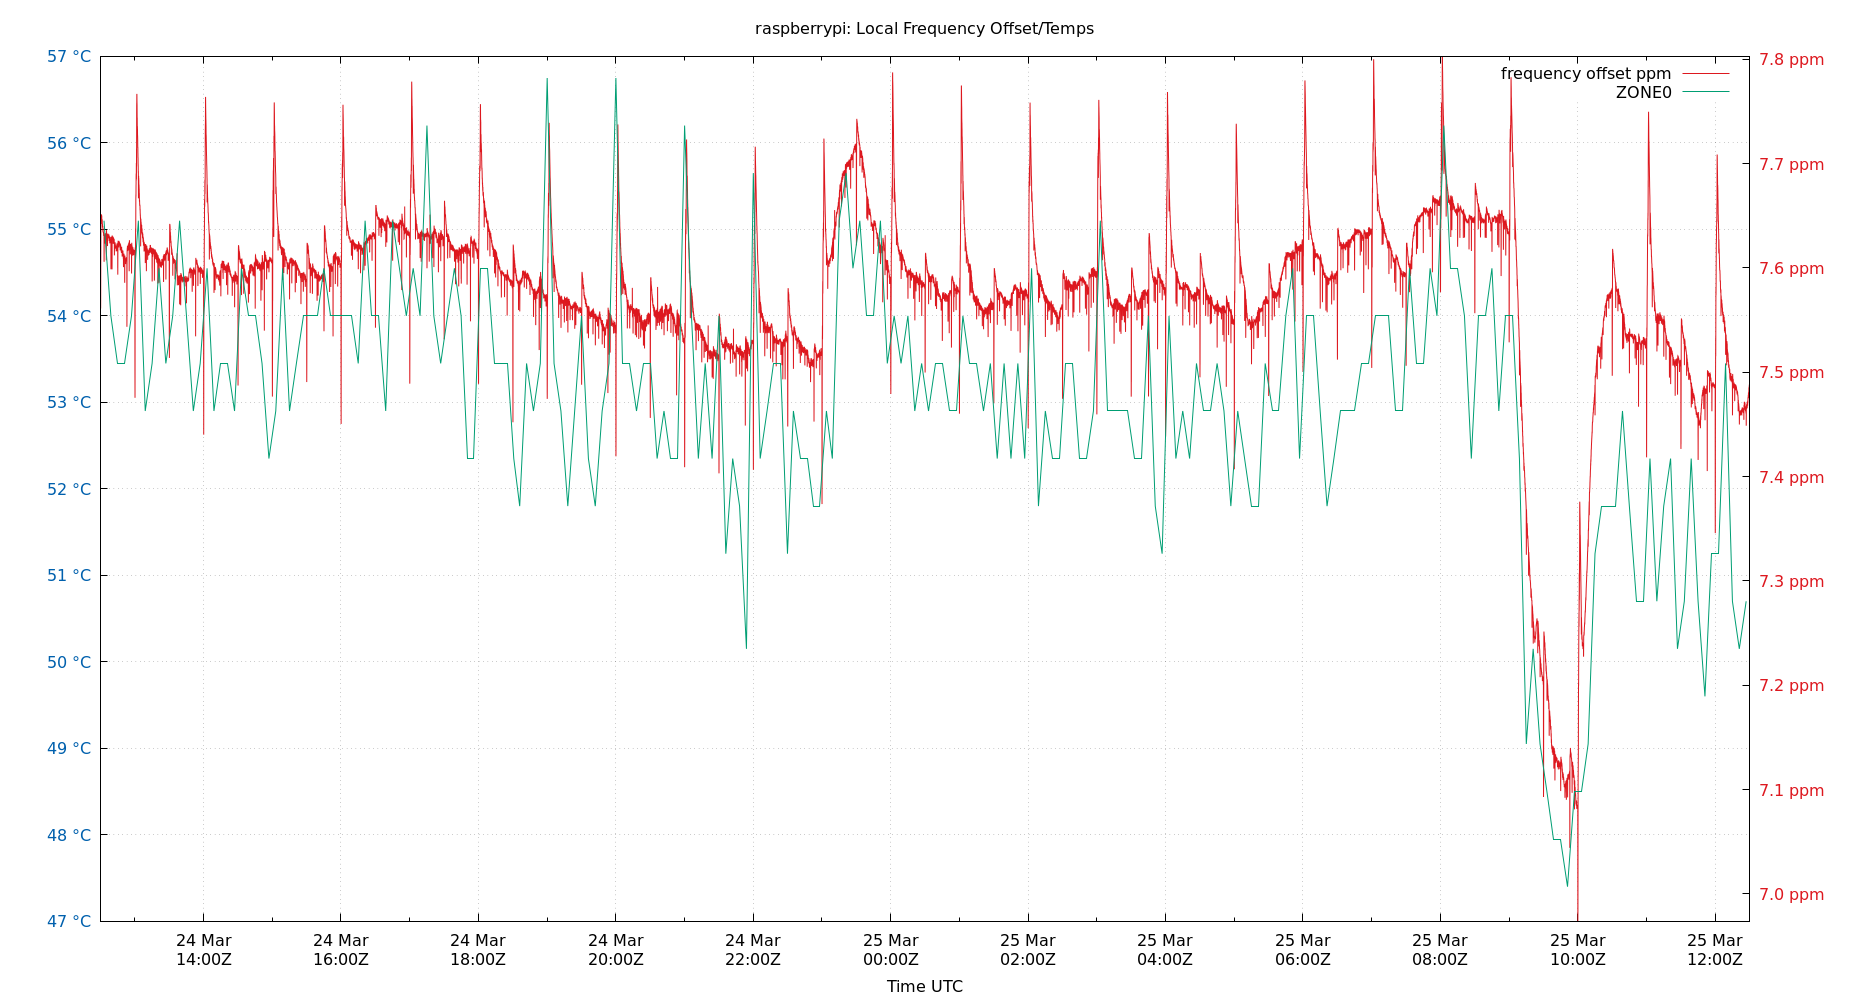 raspberrypi: Local Frequency Offset/Temps
57 °C
56 °C
55 °C
54 °C
53 °C
52 °C
51 °C
50 °C
49 °C
48 °C
47 °C
7.8 ppm
7.7 ppm
7.6 ppm
7.5 ppm
7.4 ppm
7.3 ppm
7.2 ppm
7.1 ppm
7.0 ppm
frequency offset ppm
ZONE0
24 Mar
14:00Z
24 Mar
16:00Z
24 Mar
18:00Z
24 Mar
20:00Z
24 Mar
22:00Z
25 Mar
00:00Z
25 Mar
02:00Z
25 Mar
04:00Z
25 Mar
06:00Z
25 Mar
08:00Z
25 Mar
10:00Z
25 Mar
12:00Z
Time UTC